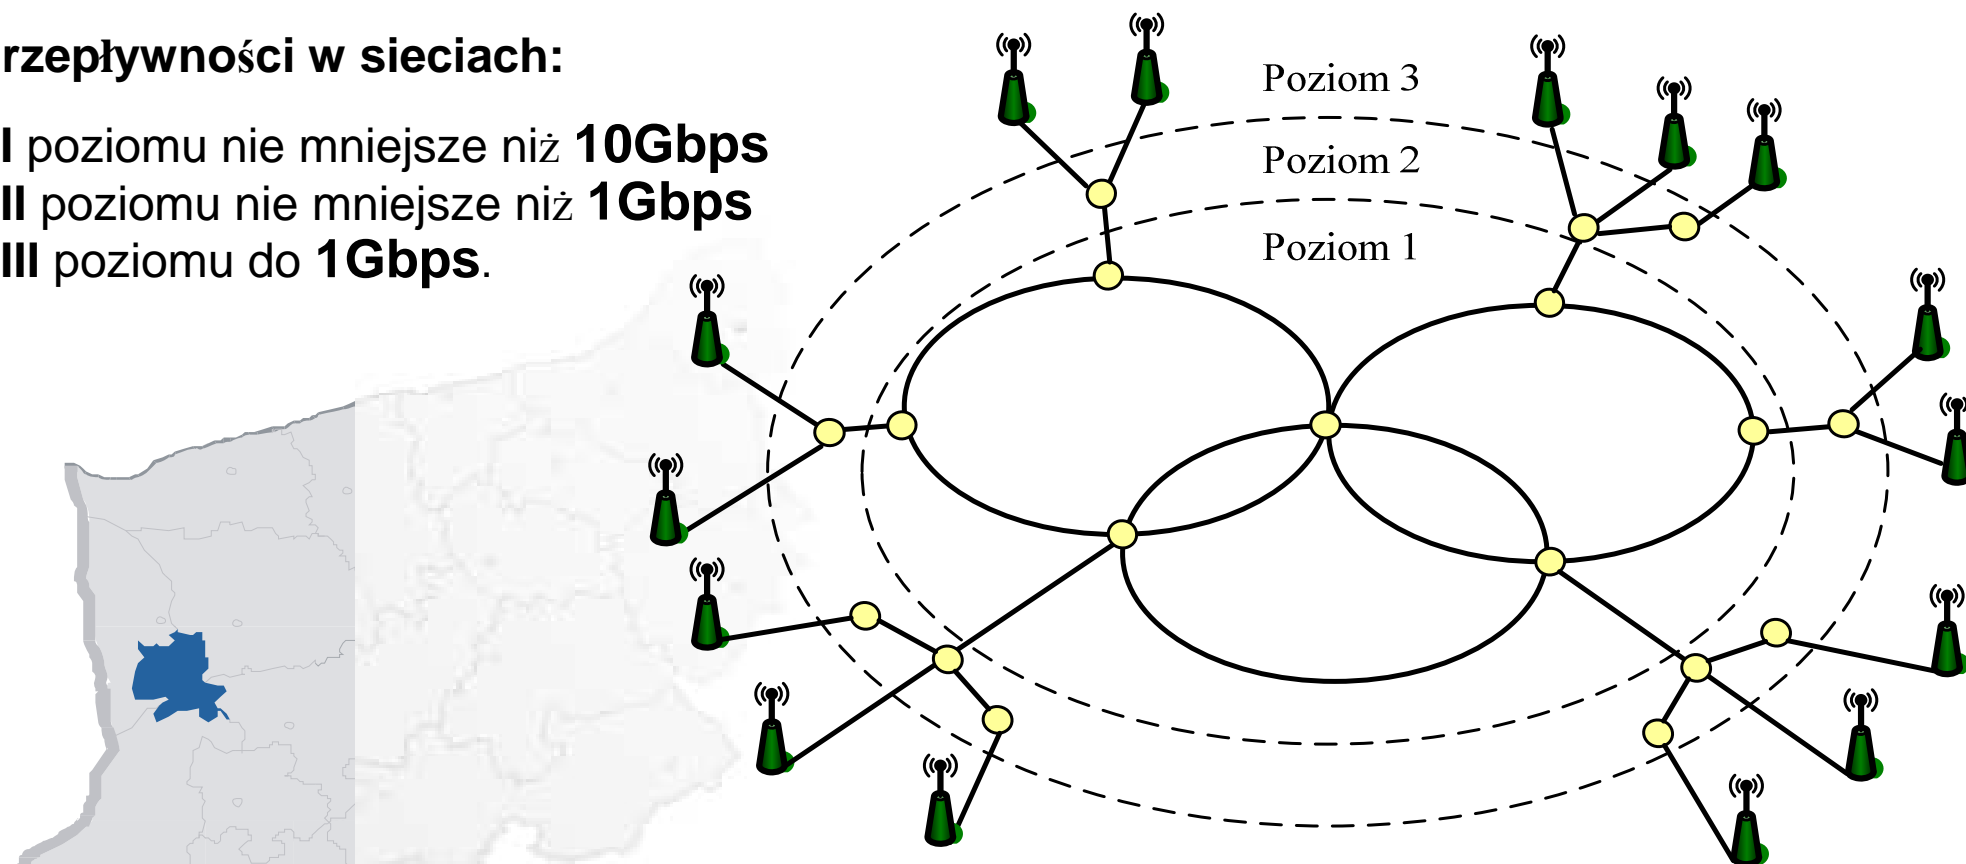 rzepływności w sieciach:
I poziomu nie mniejsze niż 10Gbps
II poziomu nie mniejsze niż 1Gbps
III poziomu do 1Gbps.
Poziom 3
Poziom 2
Poziom 1